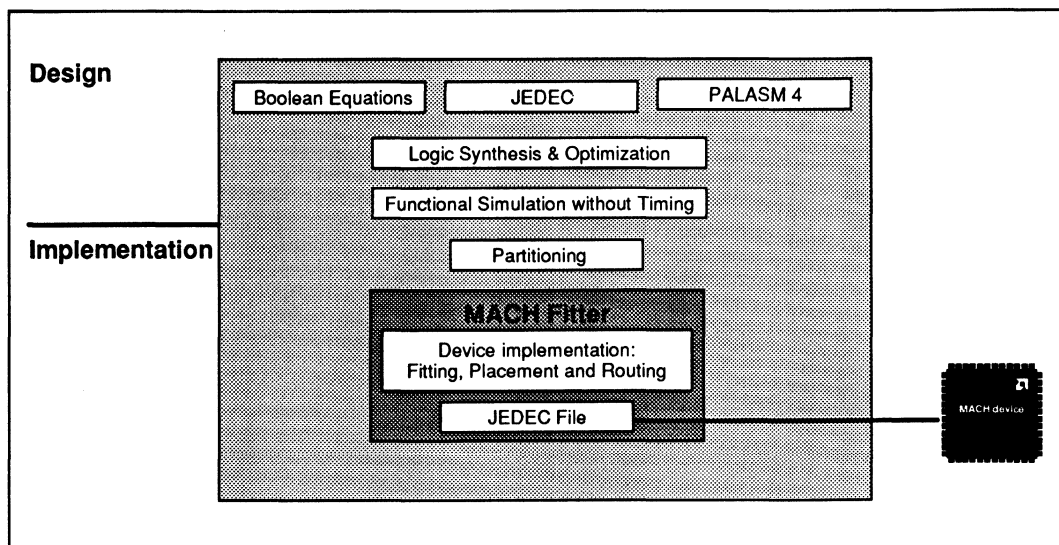 Design
Boolean Equations
JEDEC
PALASM 4
Logic Synthesis & Optimization
Functional Simulation without Timing
Implementation
Partitioning
MACH Fitter
Device implementation:
Fitting, Placement and Routing
JEDEC File
MACH device